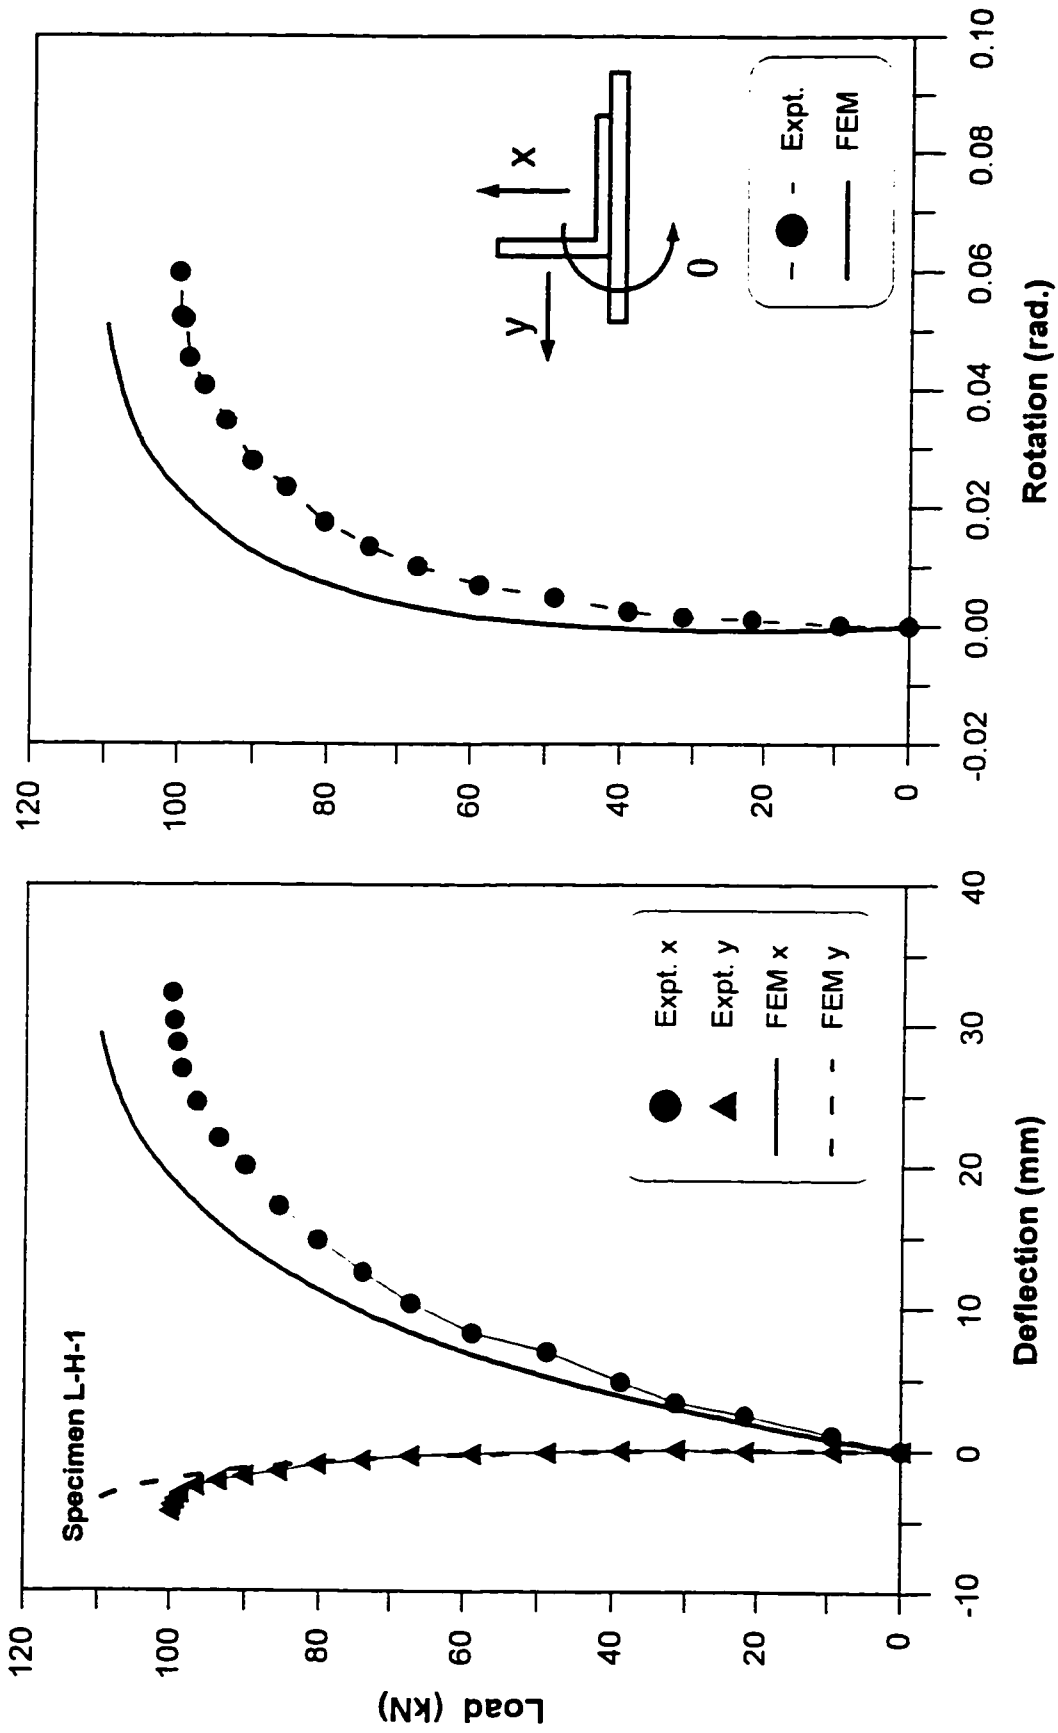 Specimen L-H-1
Load (kN)
120
100
80
60
40
20
0
-10
0
10
20
30
40
Deflection (mm)
Expt. x
Expt. y
FEM x
FEM y
120
100
80
60
40
20
0
-0.02
0.00
0.02
0.04
0.06
0.08
0.10
Rotation (rad.)
y
x
θ
Expt.
FEM